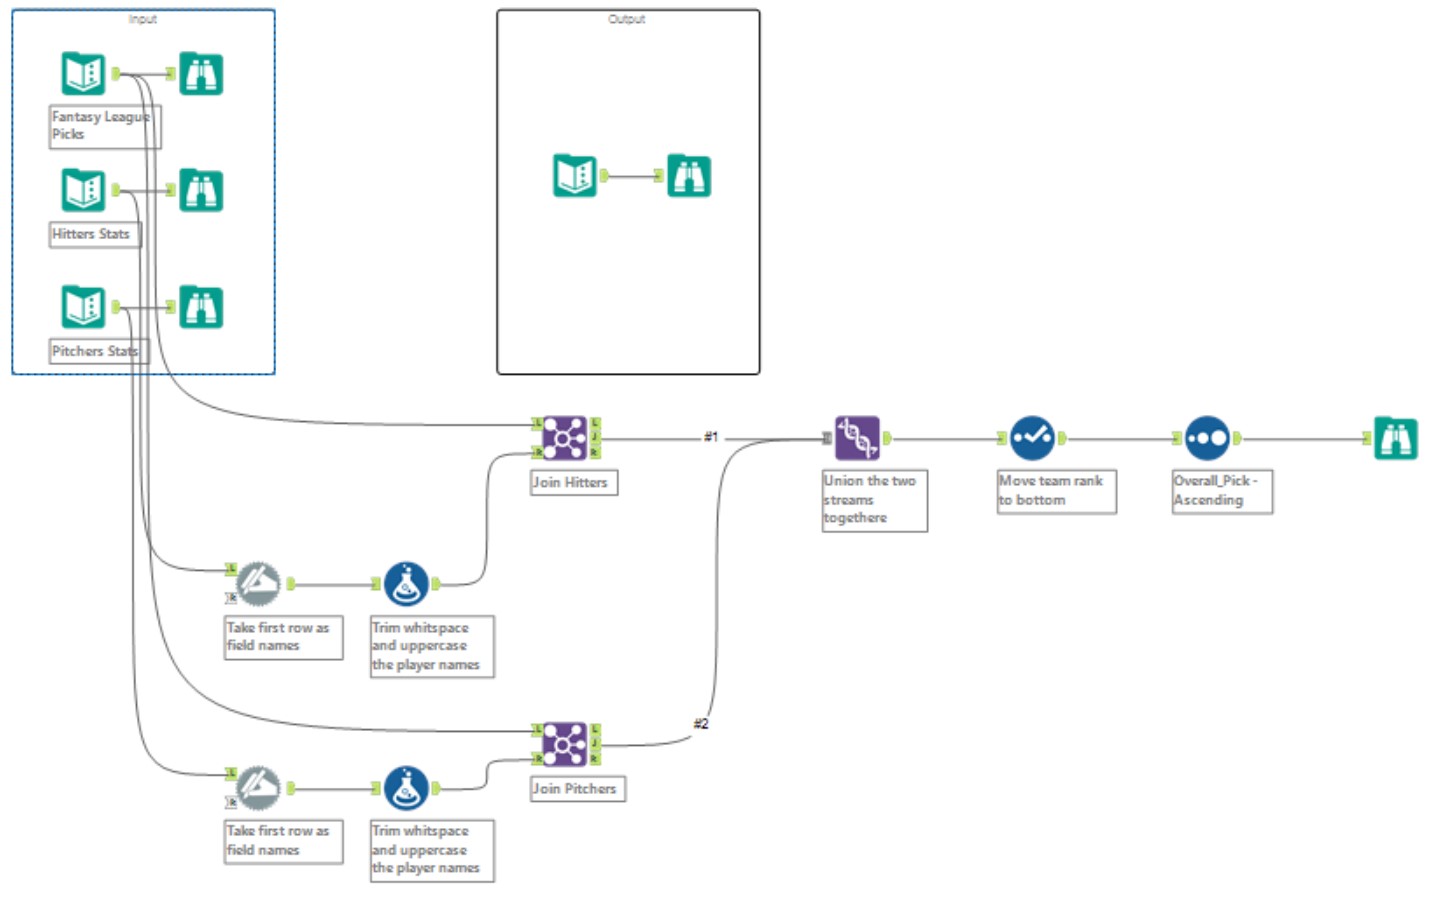 Input
Output
Fantasy League
Picks
Hitters Stats
Pitchers Stats
L
L
J
R
R
#1
Join Hitters
Union the two
streams
togethere
Move team rank
to bottom
Overall_Pick -
Ascending
L
R
Take first row as
field names
Trim whitspace
and uppercase
the player names
#2
L
L
J
R
R
Join Pitchers
L
R
Take first row as
field names
Trim whitspace
and uppercase
the player names